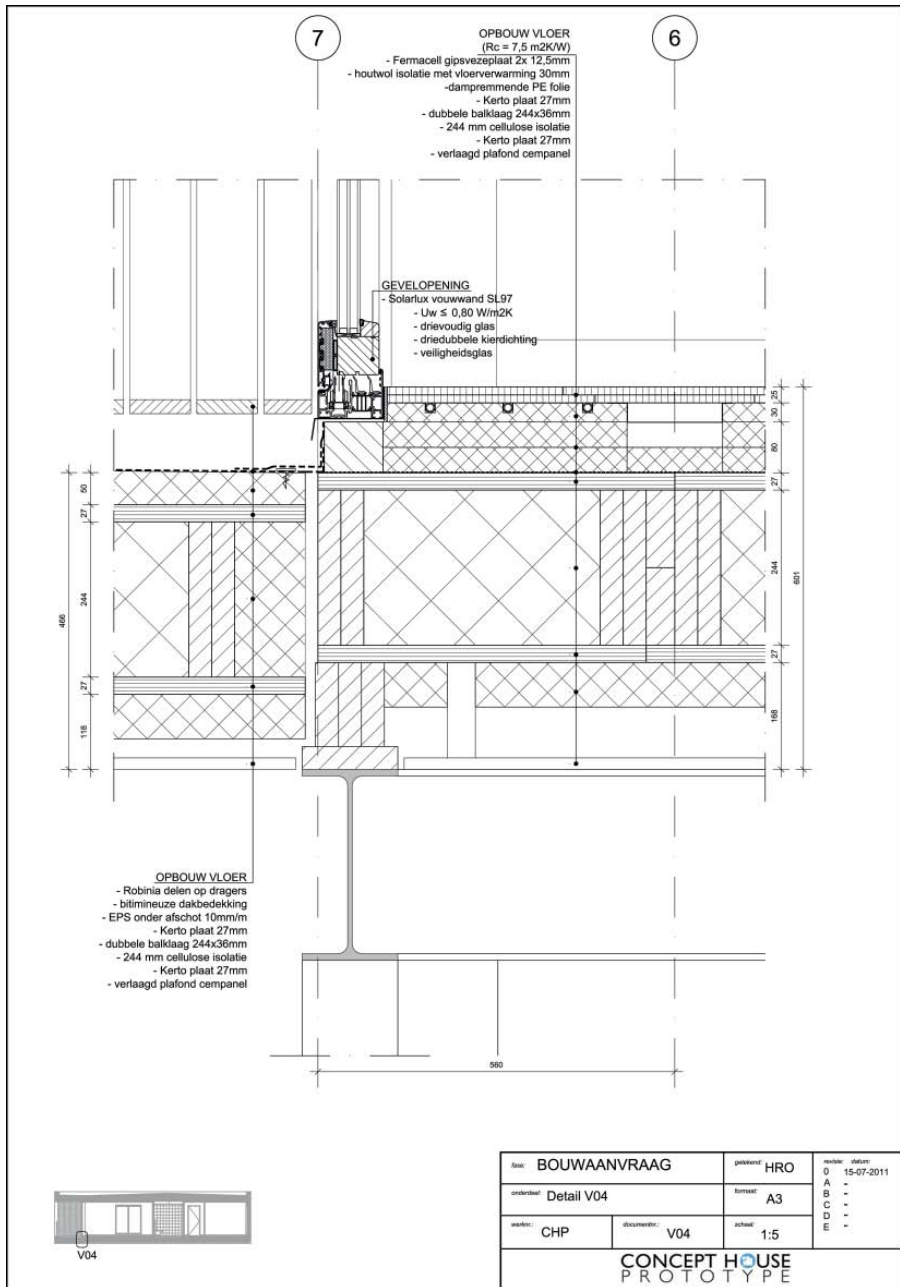 7
6
OPBOUW VLOER
(Rc = 7,5 m2K/W)
- Fermacell gipsvezeplaat 2x 12,5mm
- houtwol isolatie met vloerverwarming 30mm
-dampremmende PE folie
- Kerto plaat 27mm
- dubbele balklaag 244x36mm
- 244 mm cellulose isolatie
- Kerto plaat 27mm
- verlaagd plafond cempanel
GEVELOPENING
- Solarlux vouwwand SL97
- Uw ≤ 0,80 W/m2K
- drievoudig glas
- driedubbele kierdichting
- veiligheidsglas
25
30
80
27
244
27
168
601
50
27
244
27
118
466
OPBOUW VLOER
- Robinia delen op dragers
- bitimineuze dakbedekking
- EPS onder afschot 10mm/m
- Kerto plaat 27mm
- dubbele balklaag 244x36mm
- 244 mm cellulose isolatie
- Kerto plaat 27mm
- verlaagd plafond cempanel
560
V04
fase: BOUWAANVRAAG
getekend: HRO
revisie: datum:
0 15-07-2011
A -
B -
C -
D -
E -
onderdeel: Detail V04
formaat: A3
werknr.: CHP
documentnr.: V04
schaal: 1:5
CONCEPT HOUSE
PROTOTYPE